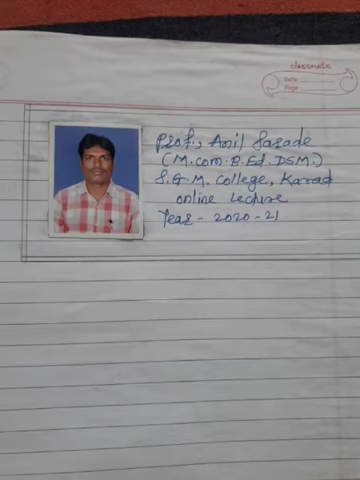 classmate
Date
Page
Prof., Anil Sarade
(M.com.B.Ed.DSM.)
S.G.M. College, Karad
online Lecture
Year - 2020-21